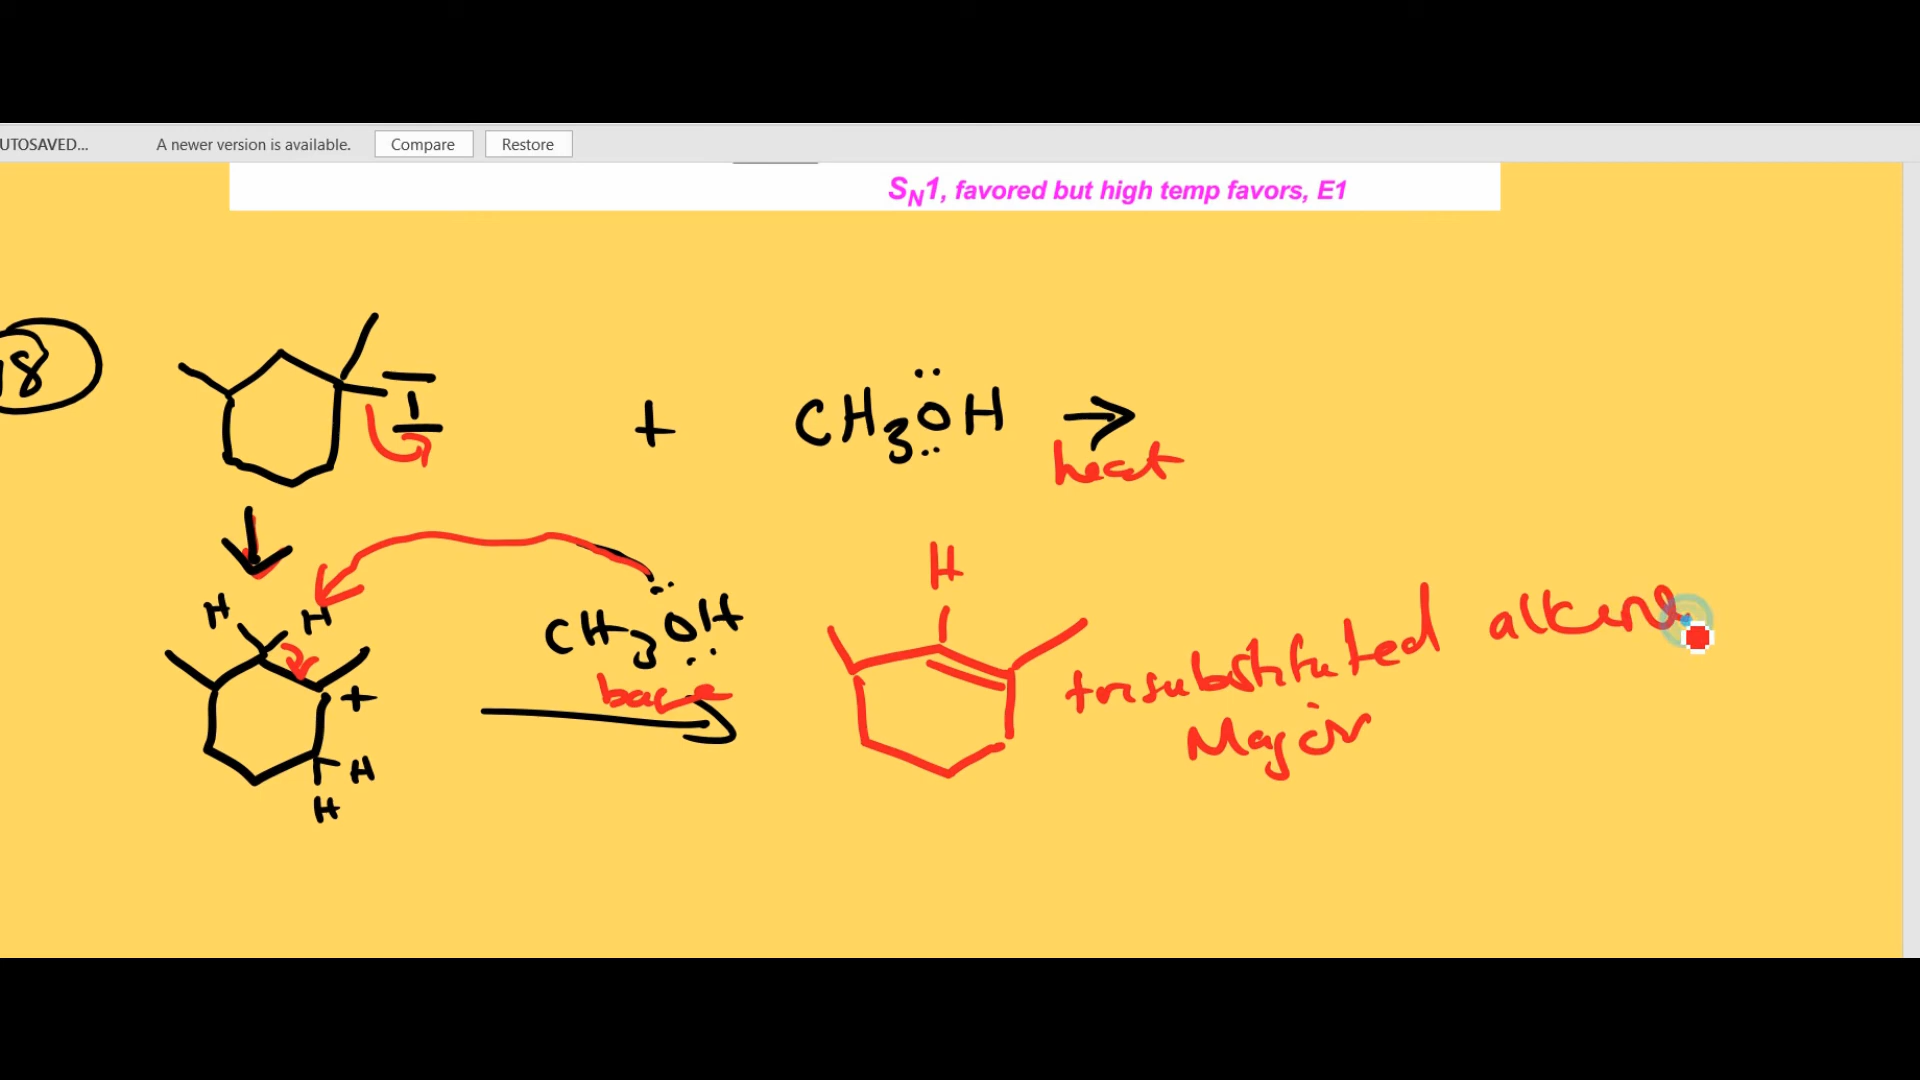 UTOSAVED... A newer version is available. Compare Restore
SN1, favored but high temp favors, E1
18
I + CH3OH →
heat
H
H H CH3OH
base
+
H
H
trisubstituted alkene
Major